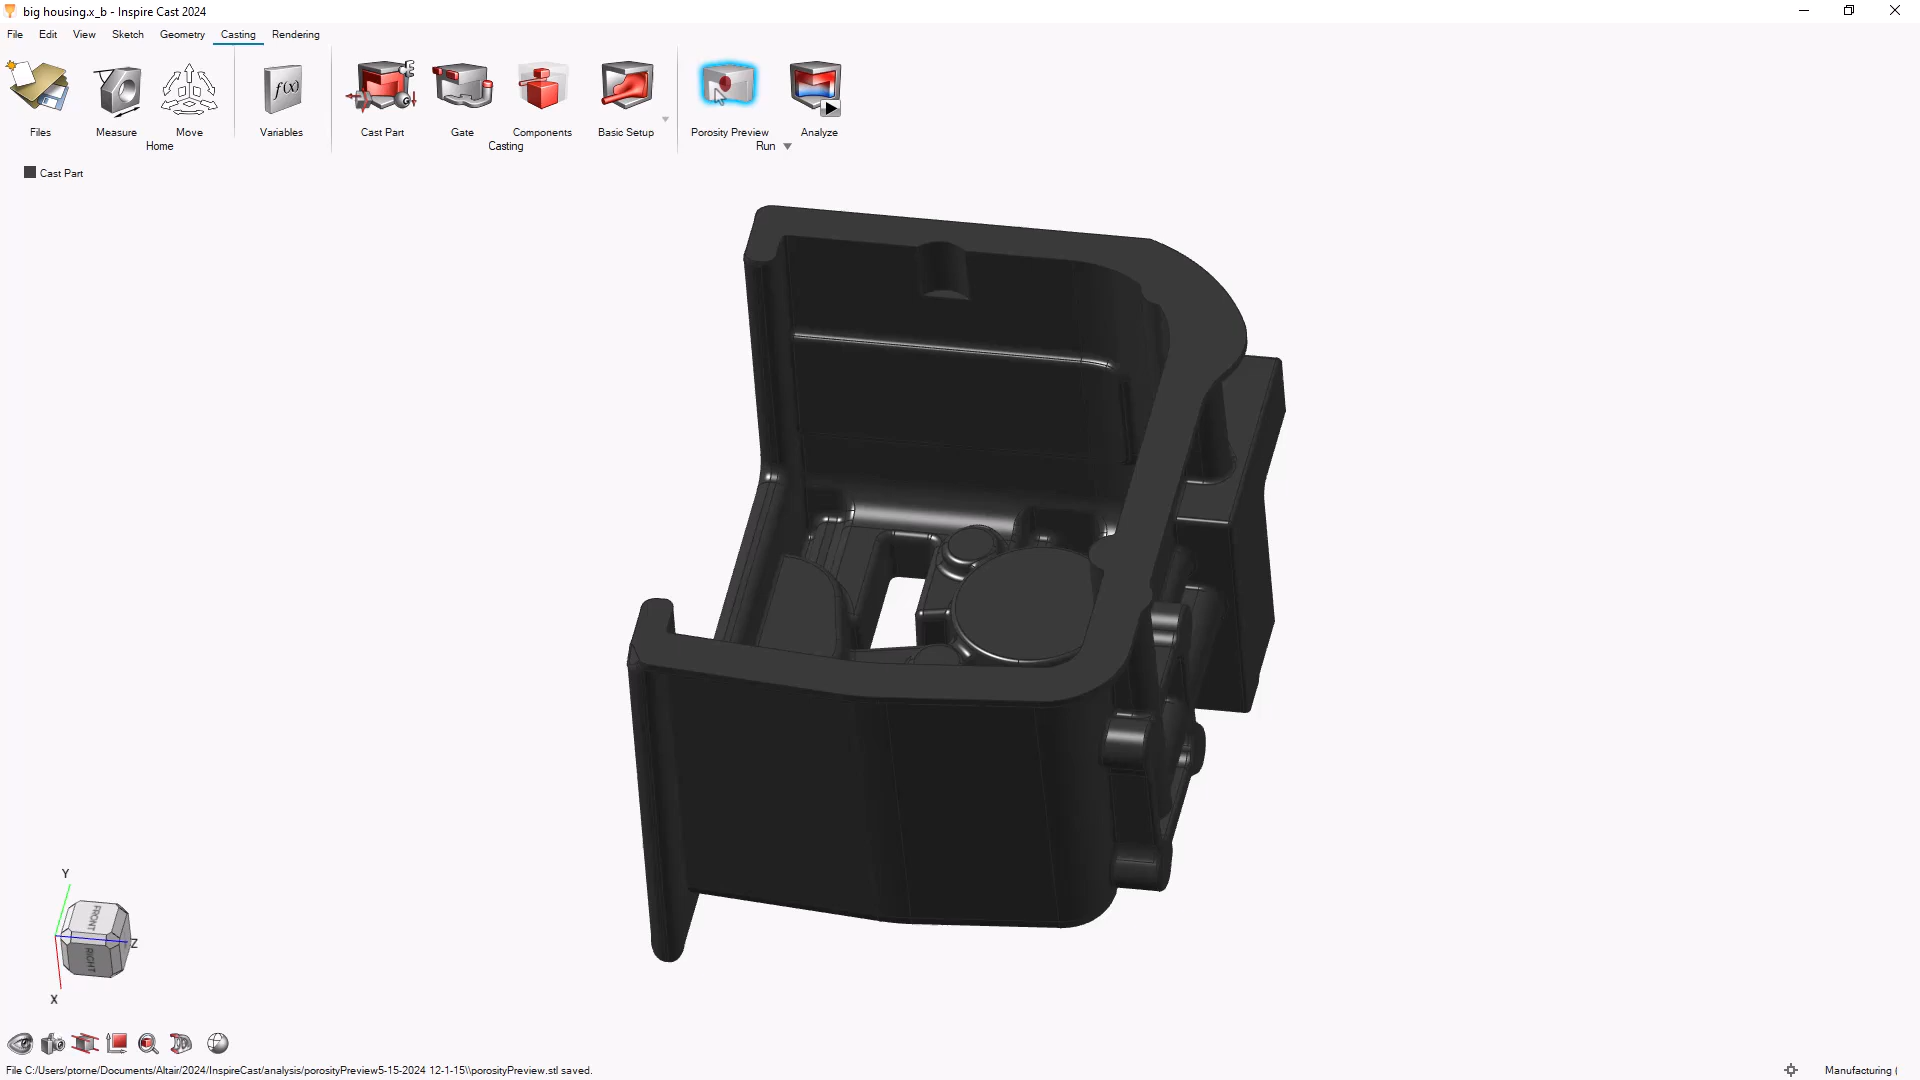 big housing.x_b - Inspire Cast 2024
File Edit View Sketch Geometry Casting Rendering
f(x)
Files Measure Move Variables Cast Part Gate Components Basic Setup Porosity Preview Analyze
Home Casting Run
Cast Part
Y
FRONT
Z
RIGHT
X
File C:/Users/ptorne/Documents/Altair/2024/InspireCast/analysis/porosityPreview5-15-2024 12-1-15\\porosityPreview.stl saved.
Manufacturing (